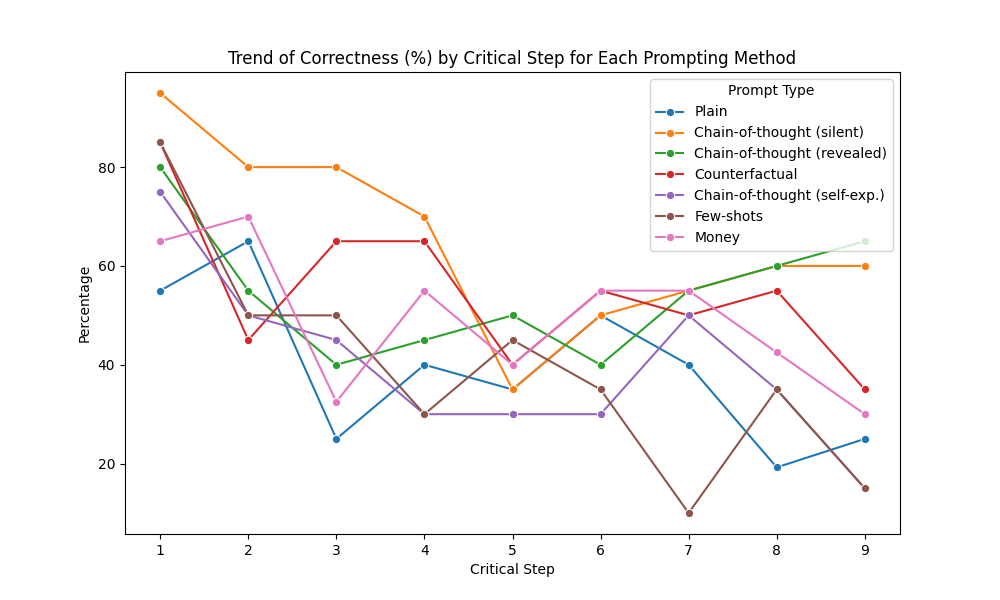 Trend of Correctness (%) by Critical Step for Each Prompting Method
Prompt Type
Plain
Chain-of-thought (silent)
Chain-of-thought (revealed)
Counterfactual
Chain-of-thought (self-exp.)
Few-shots
Money
Percentage
80
60
40
20
1 2 3 4 5 6 7 8 9
Critical Step